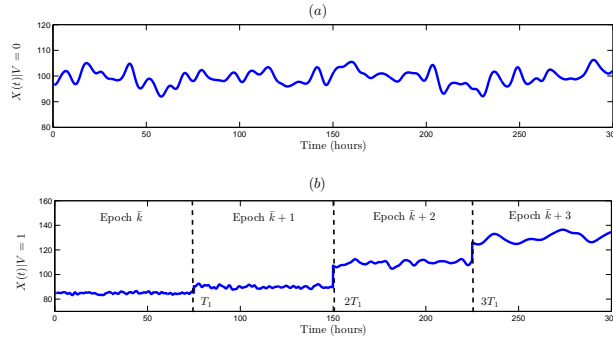 (a)
X(t)|V = 0
120
110
100
90
80
0 50 100 150 200 250 300
Time (hours)
(b)
X(t)|V = 1
160
140
120
100
80
Epoch k̄ Epoch k̄ + 1 Epoch k̄ + 2 Epoch k̄ + 3
T₁ 2T₁ 3T₁
0 50 100 150 200 250 300
Time (hours)